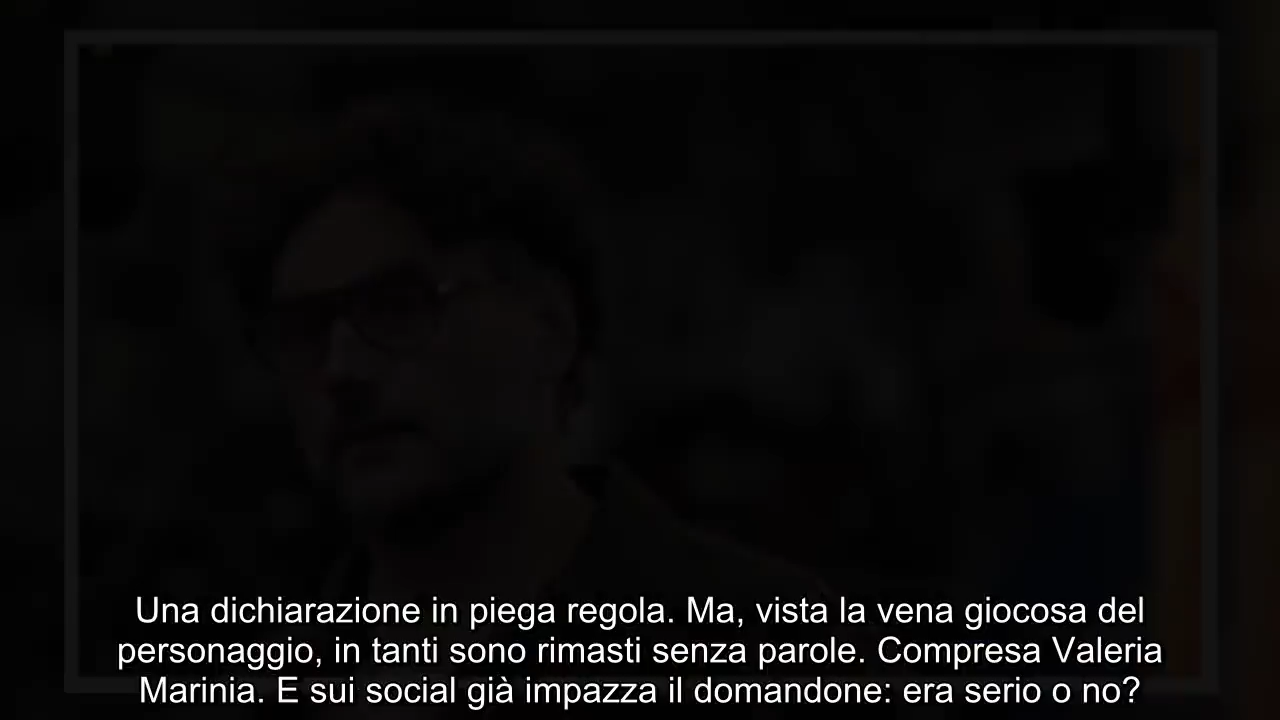 Una dichiarazione in piega regola. Ma, vista la vena giocosa del
personaggio, in tanti sono rimasti senza parole. Compresa Valeria
Marinia. E sui social già impazza il domandone: era serio o no?